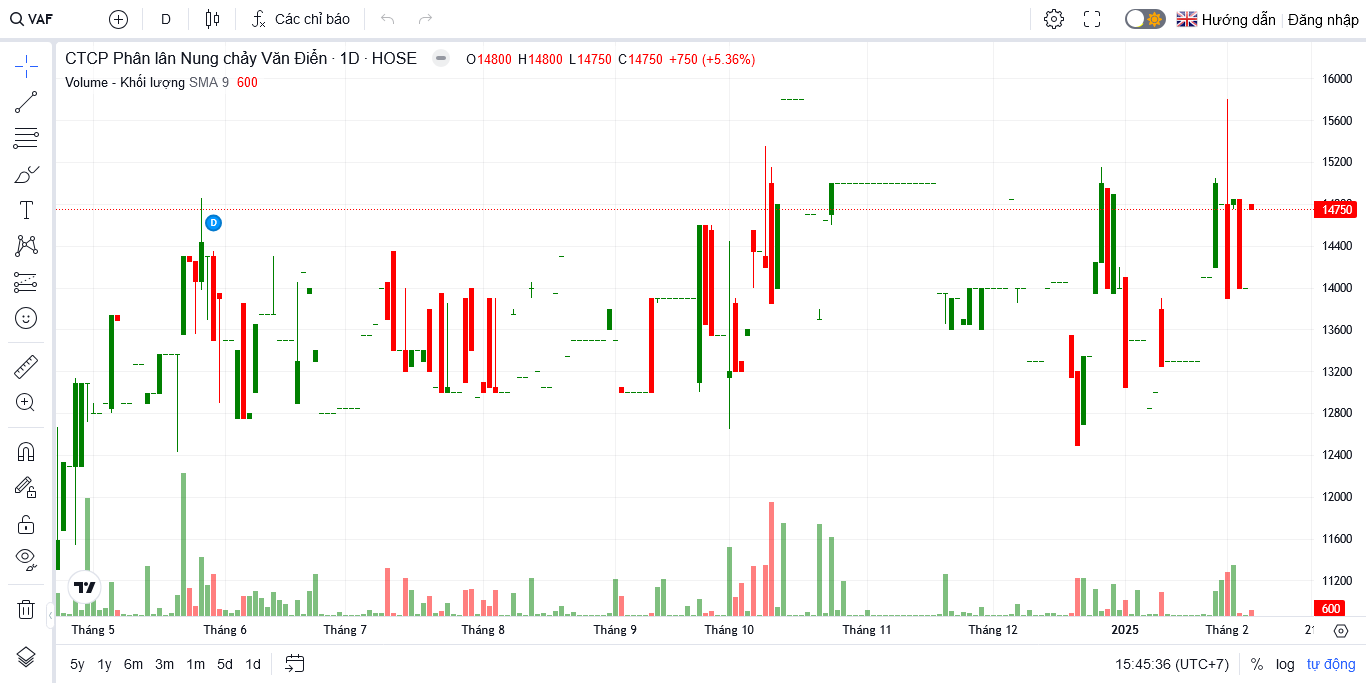 VAF D Các chỉ báo Hướng dẫn Đăng nhập
CTCP Phân lân Nung chảy Văn Điển · 1D · HOSE O14800 H14800 L14750 C14750 +750 (+5.36%)
Volume - Khối lượng SMA 9 600
16000
15600
15200
14750
14400
14000
13600
13200
12800
12400
12000
11600
11200
600
D
Tháng 5 Tháng 6 Tháng 7 Tháng 8 Tháng 9 Tháng 10 Tháng 11 Tháng 12 2025 Tháng 2
5y 1y 6m 3m 1m 5d 1d 15:45:36 (UTC+7) % log tự động